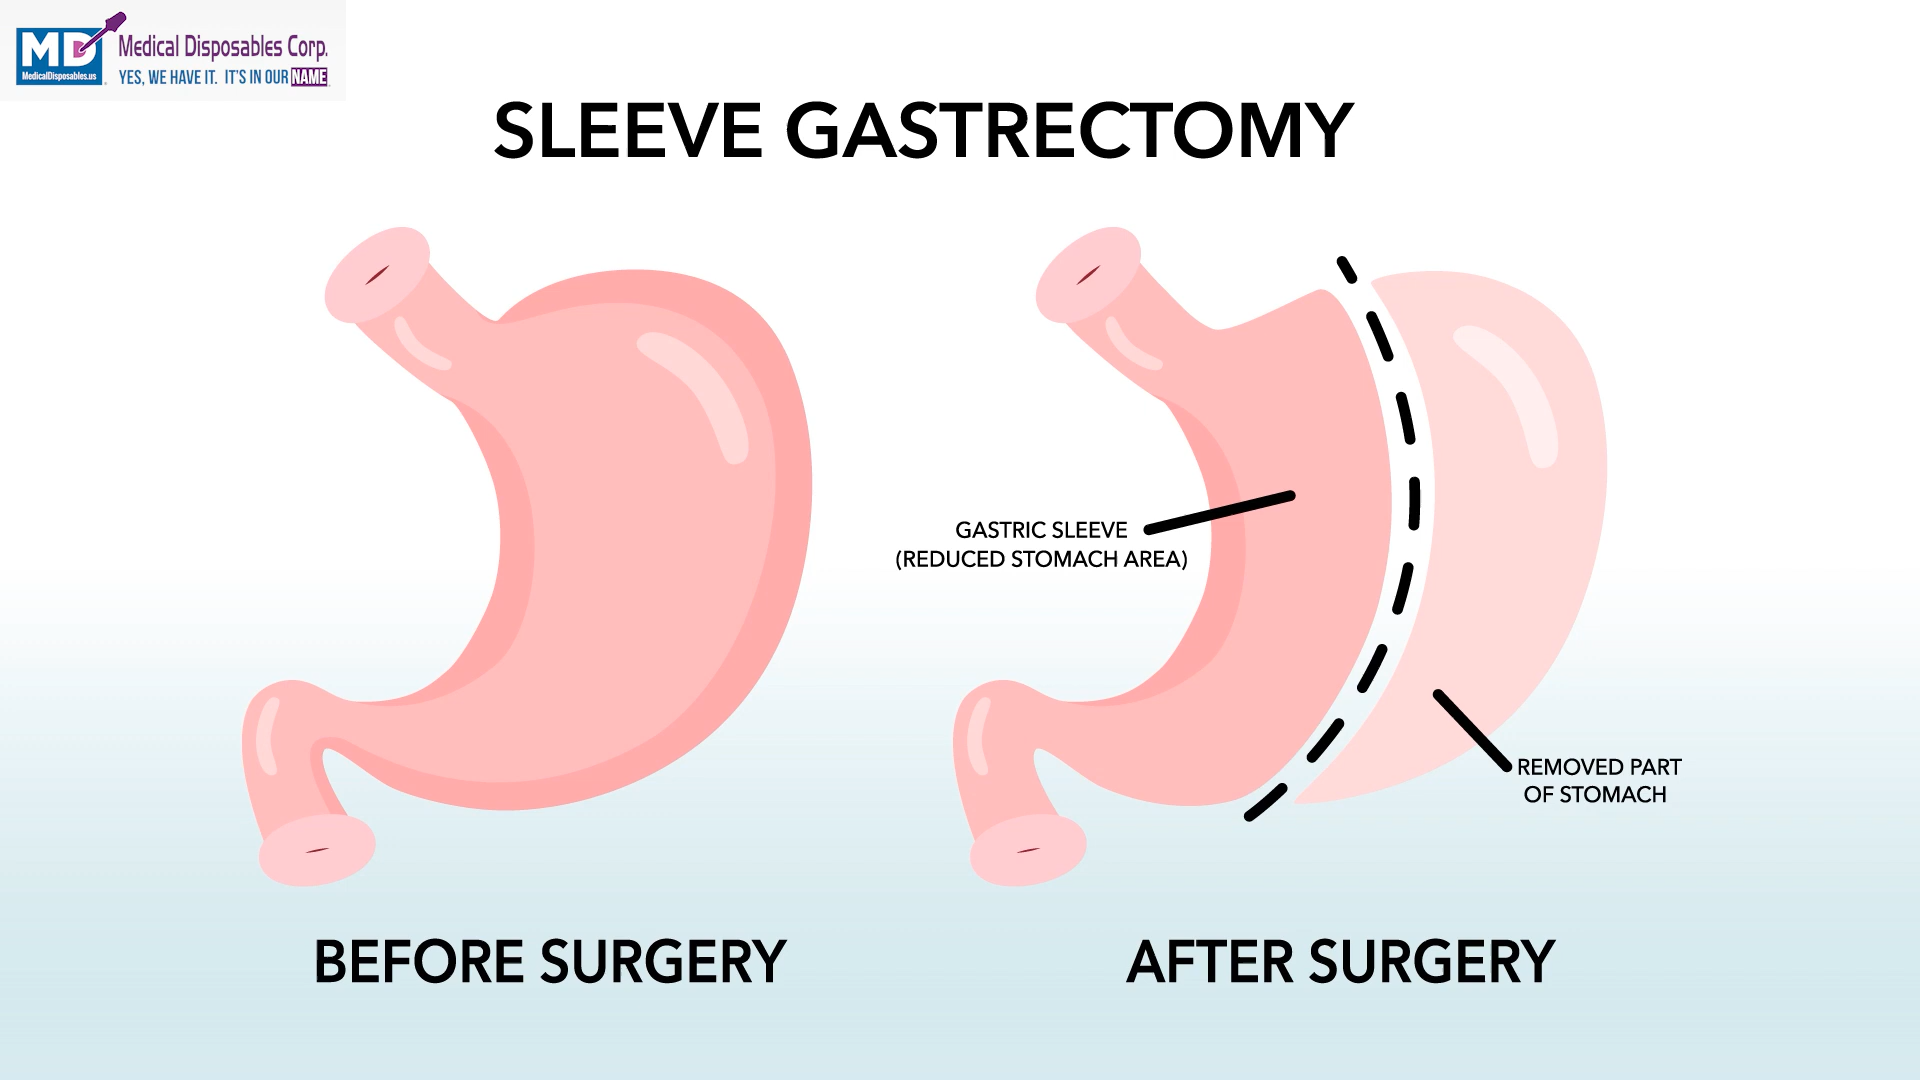 MD
MedicalDisposables.us
Medical Disposables Corp.
YES, WE HAVE IT. IT'S IN OUR NAME
SLEEVE GASTRECTOMY
GASTRIC SLEEVE
(REDUCED STOMACH AREA)
REMOVED PART
OF STOMACH
BEFORE SURGERY
AFTER SURGERY